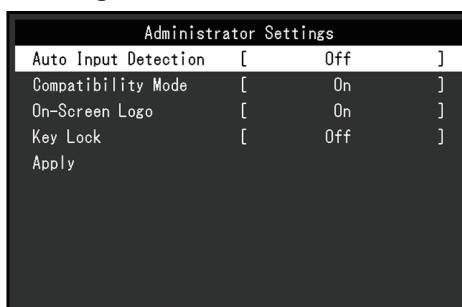 Administrator Settings
Auto Input Detection [ Off ]
Compatibility Mode [ On ]
On-Screen Logo [ On ]
Key Lock [ Off ]
Apply